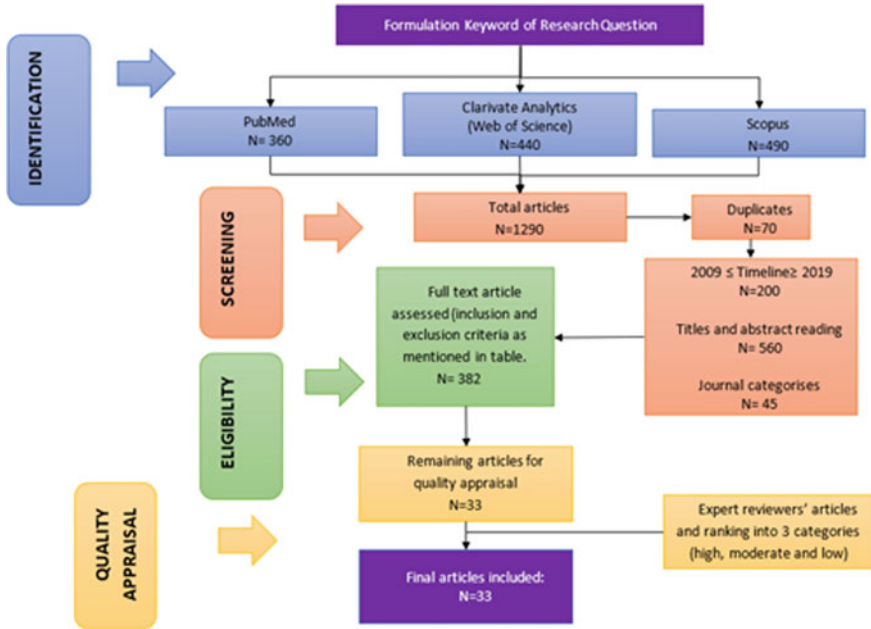 Formulation Keyword of Research Question
IDENTIFICATION
PubMed
N= 360
Clarivate Analytics
(Web of Science)
N=440
Scopus
N=490
SCREENING
Total articles
N=1290
Duplicates
N=70
2009 ≤ Timeline≥ 2019
N=200
Titles and abstract reading
N= 560
Journal categorises
N= 45
ELIGIBILITY
Full text article
assessed (inclusion and
exclusion criteria as
mentioned in table.
N= 382
QUALITY
APPRAISAL
Remaining articles for
quality appraisal
N=33
Expert reviewers’ articles
and ranking into 3 categories
(high, moderate and low)
Final articles included:
N=33